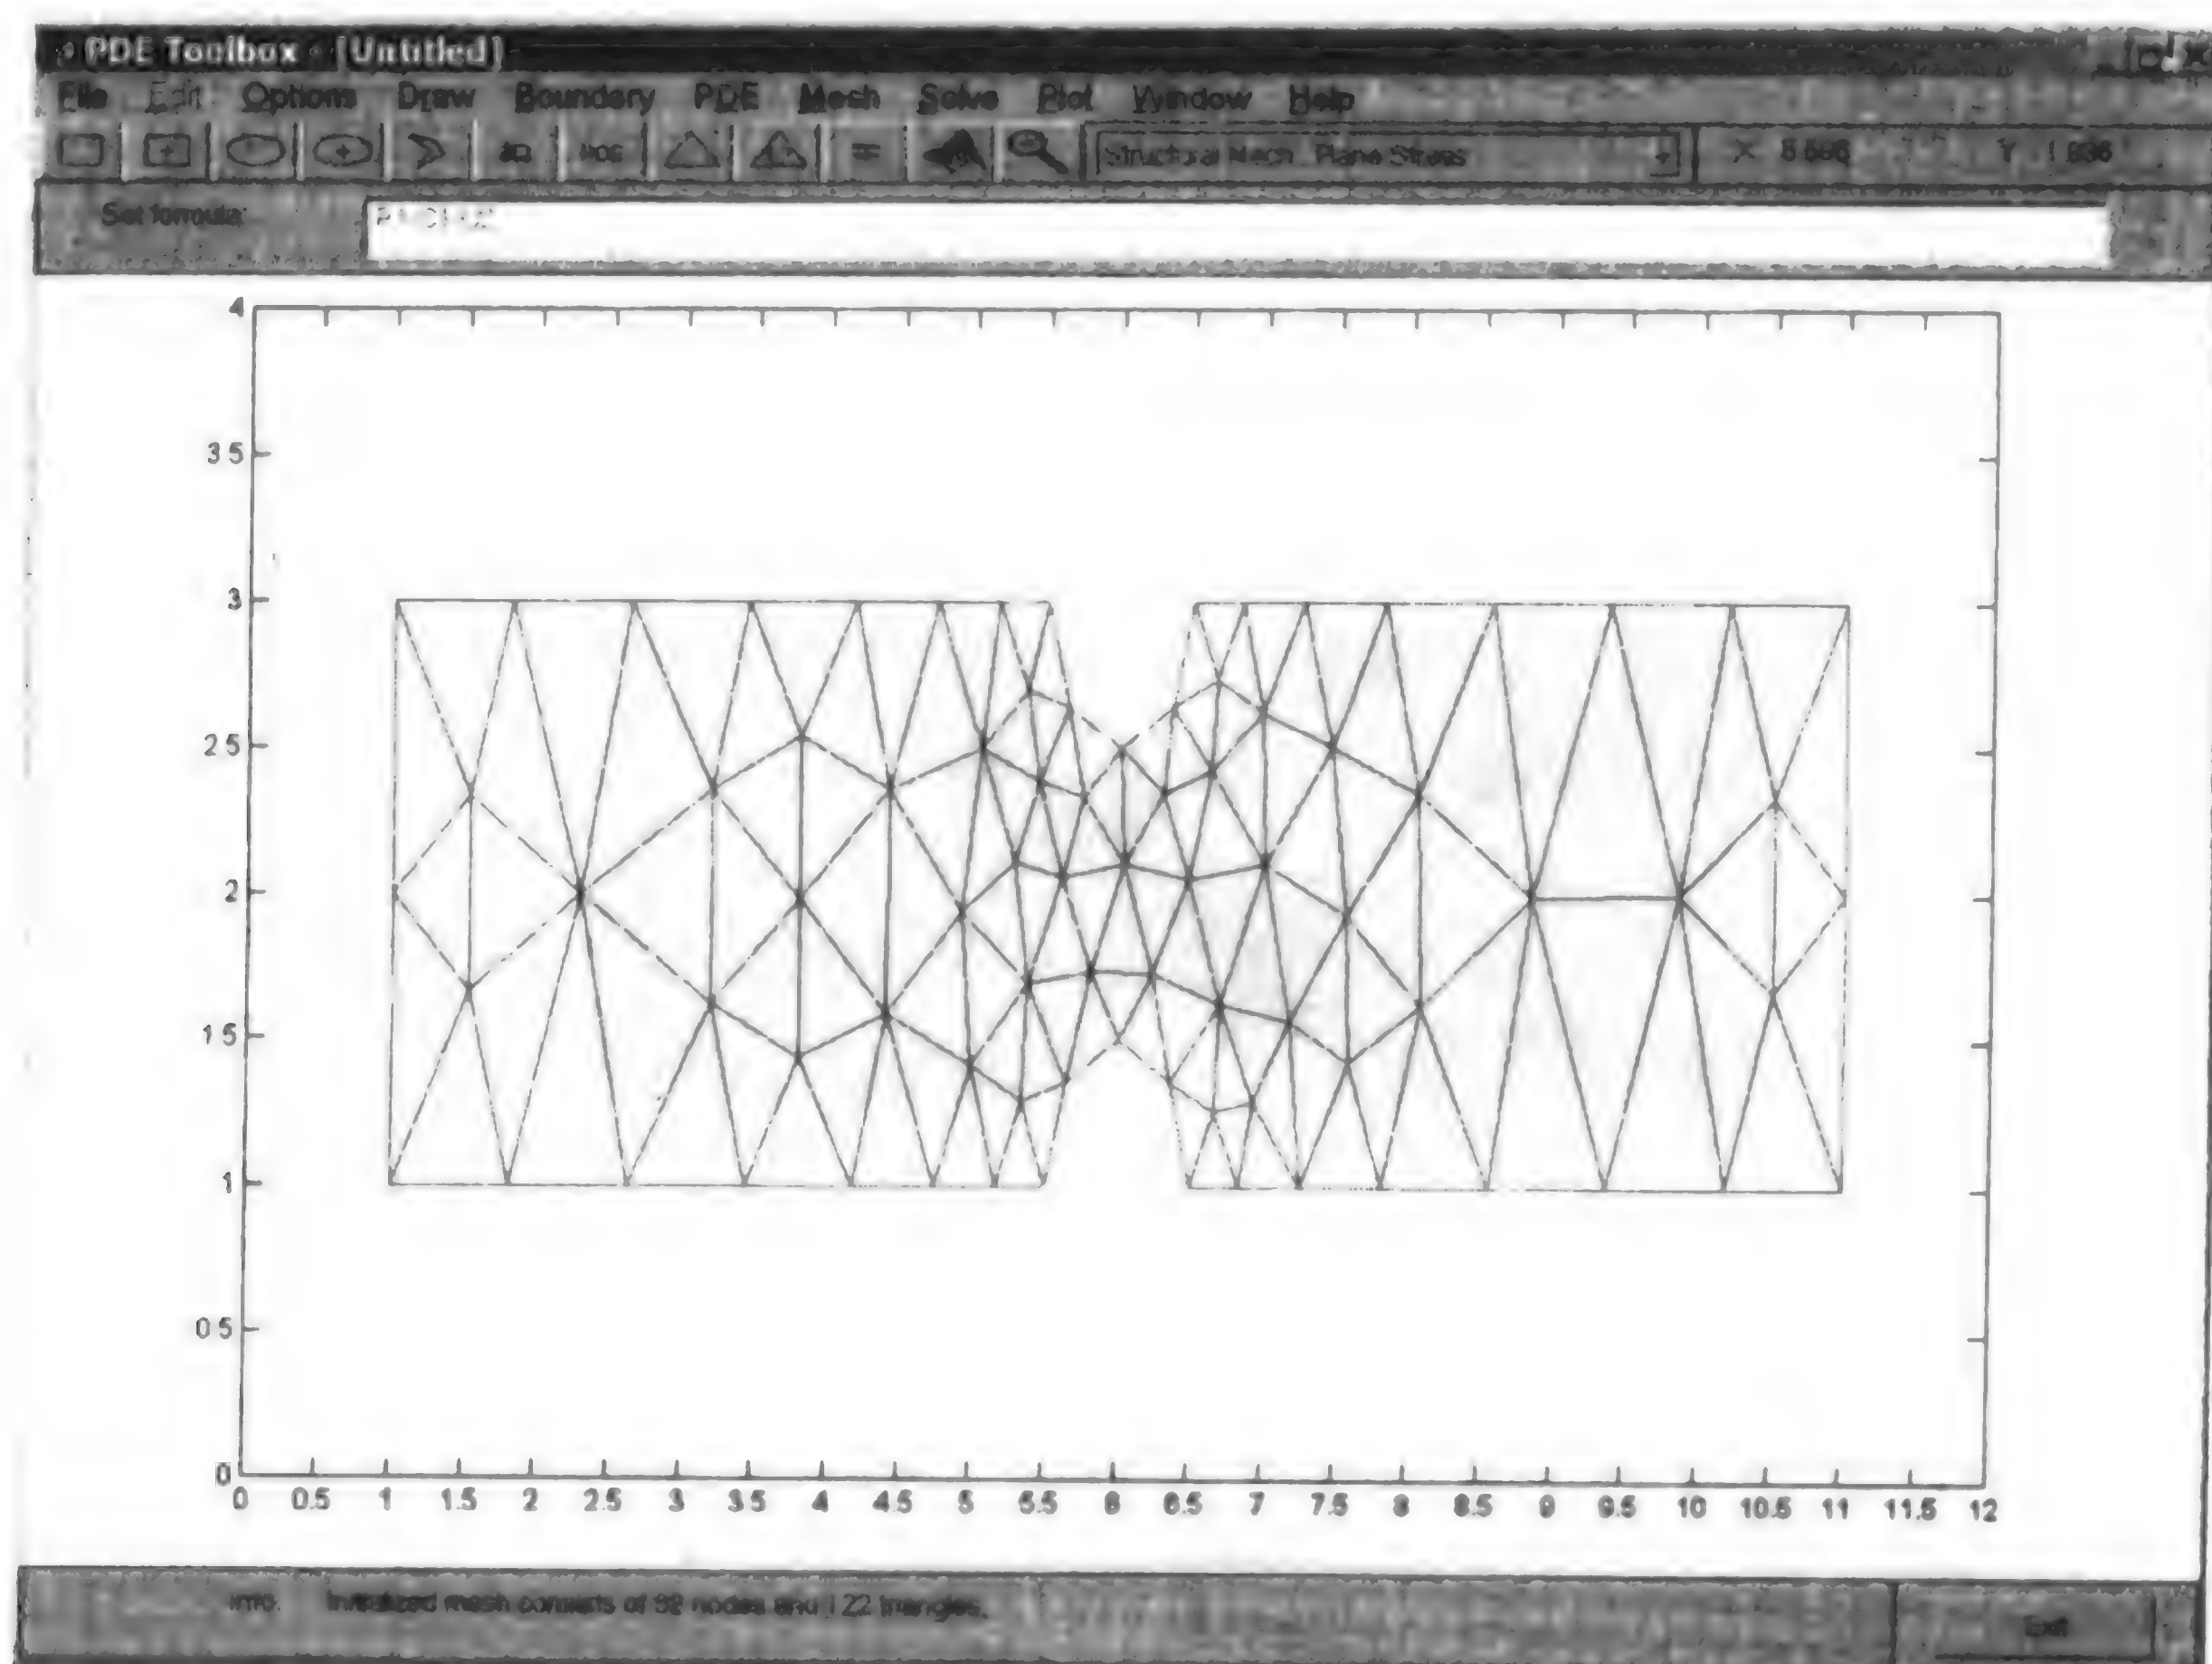 PDE Toolbox - [Untitled]
File Edit Options Draw Boundary PDE Mesh Solve Plot Window Help
3Ω PDE = Structural Mech., Plane Stress X: Y:
Set formula:
4
3.5
3
2.5
2
1.5
1
0.5
0
0 0.5 1 1.5 2 2.5 3 3.5 4 4.5 5 5.5 6 6.5 7 7.5 8 8.5 9 9.5 10 10.5 11 11.5 12
Info: Initialized mesh consists of nodes and 122 triangles.
Exit